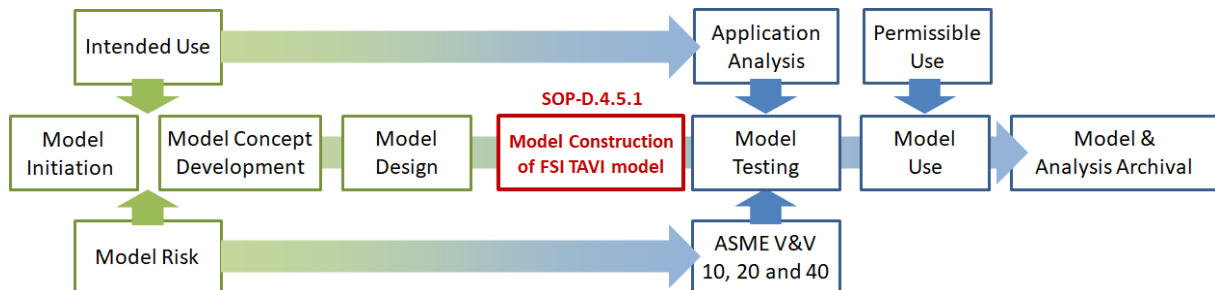 Intended Use
Application
Analysis
Permissible
Use
SOP-D.4.5.1
Model
Initiation
Model Concept
Development
Model
Design
Model Construction
of FSI TAVI model
Model
Testing
Model
Use
Model &
Analysis Archival
Model Risk
ASME V&V
10, 20 and 40